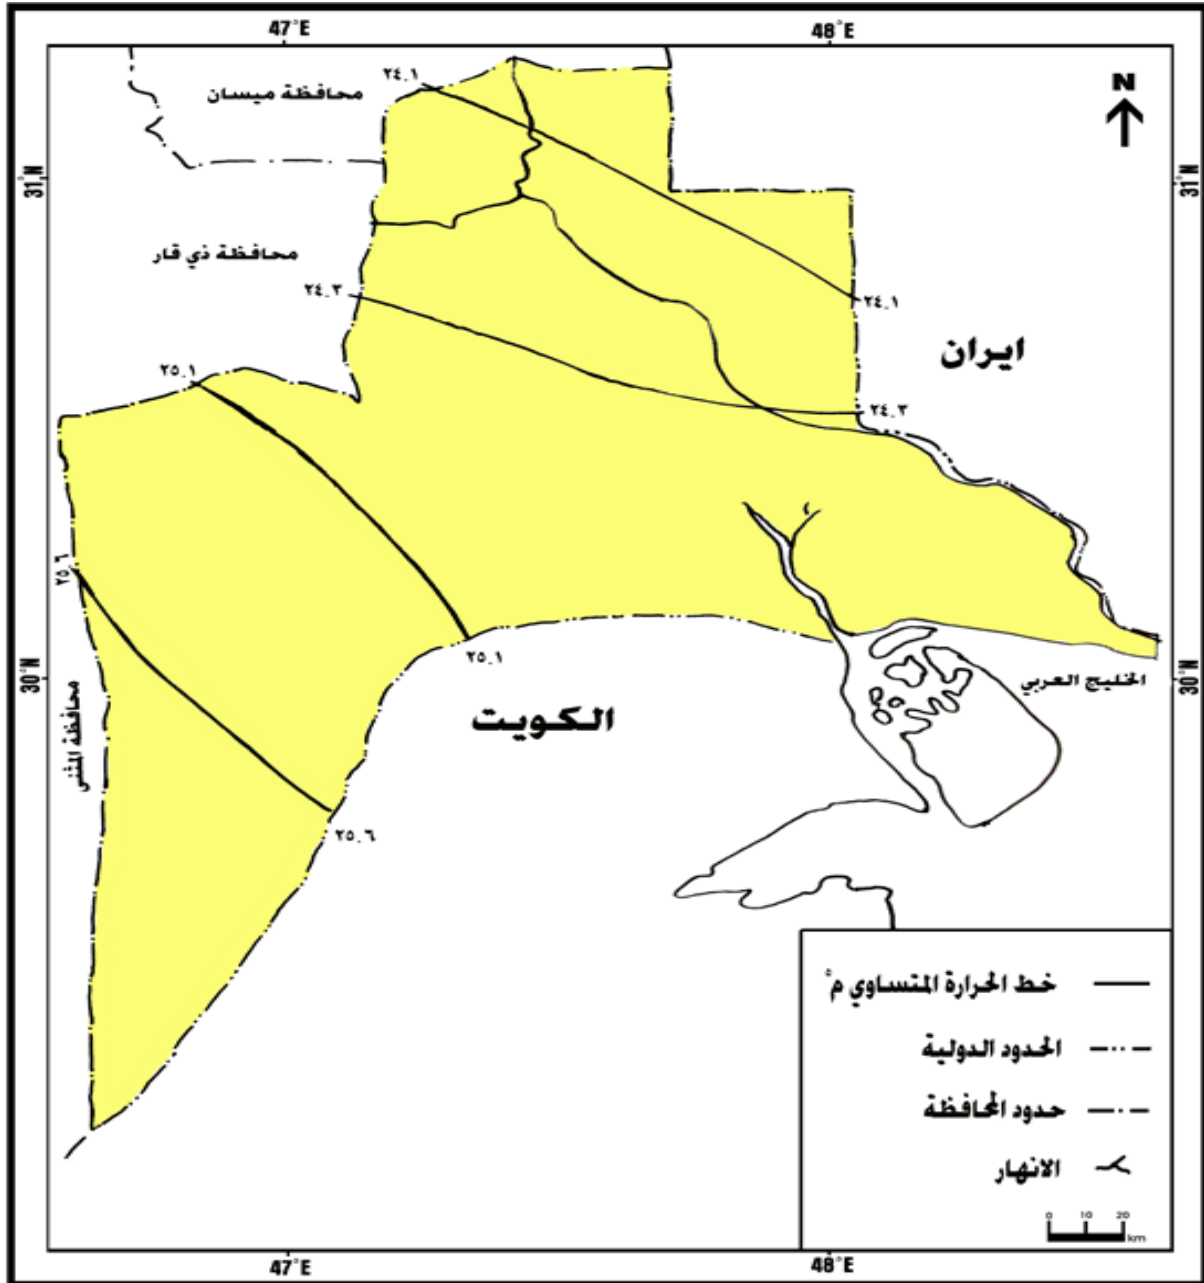 47°E
48°E
N
٢٤.١
محافظة ميسان
31°N
31°N
محافظة ذي قار
٢٤.٣
٢٤.١
ايران
٢٥.١
٢٤.٣
٢٥.٦
٢٥.١
30°N
30°N
الخليج العربي
محافظة المثنى
الكويت
٢٥.٦
خط الحرارة المتساوي م°
الحدود الدولية
حدود المحافظة
الانهار
0 10 20
km
47°E
48°E